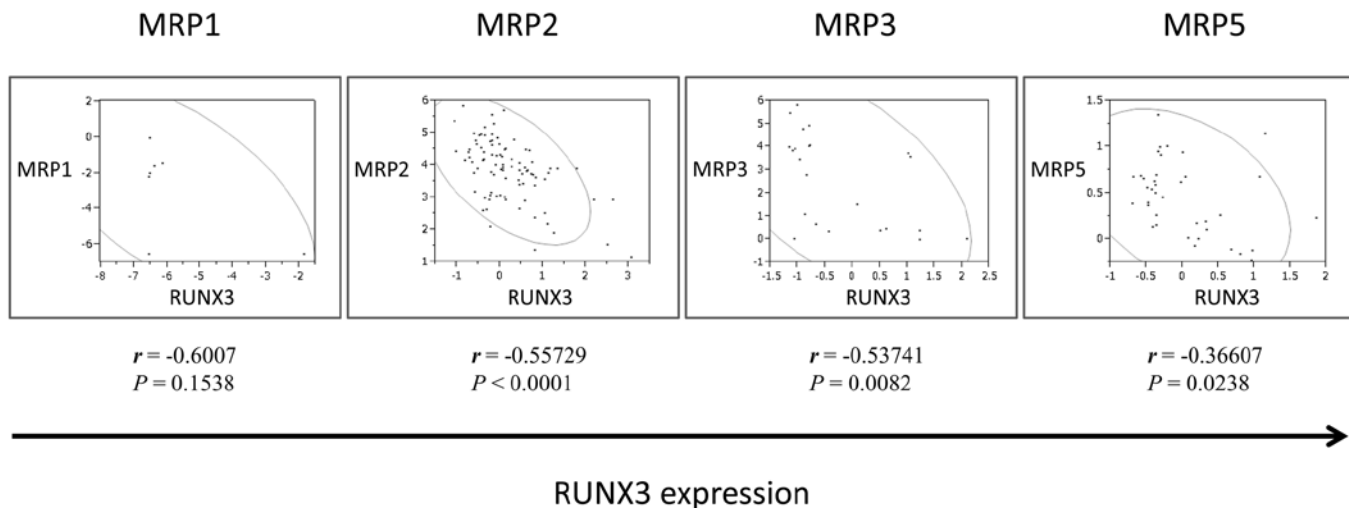 MRP1 MRP2 MRP3 MRP5
2
0
-2
-4
-6
MRP1
-8 -7 -6 -5 -4 -3 -2
RUNX3
6
5
4
3
2
1
MRP2
-1 0 1 2 3
RUNX3
6
5
4
3
2
1
0
-1
MRP3
-1.5 -1 -0.5 0 0.5 1 1.5 2 2.5
RUNX3
1.5
1
0.5
0
MRP5
-1 -0.5 0 0.5 1 1.5 2
RUNX3
r = -0.6007
P = 0.1538
r = -0.55729
P < 0.0001
r = -0.53741
P = 0.0082
r = -0.36607
P = 0.0238
RUNX3 expression